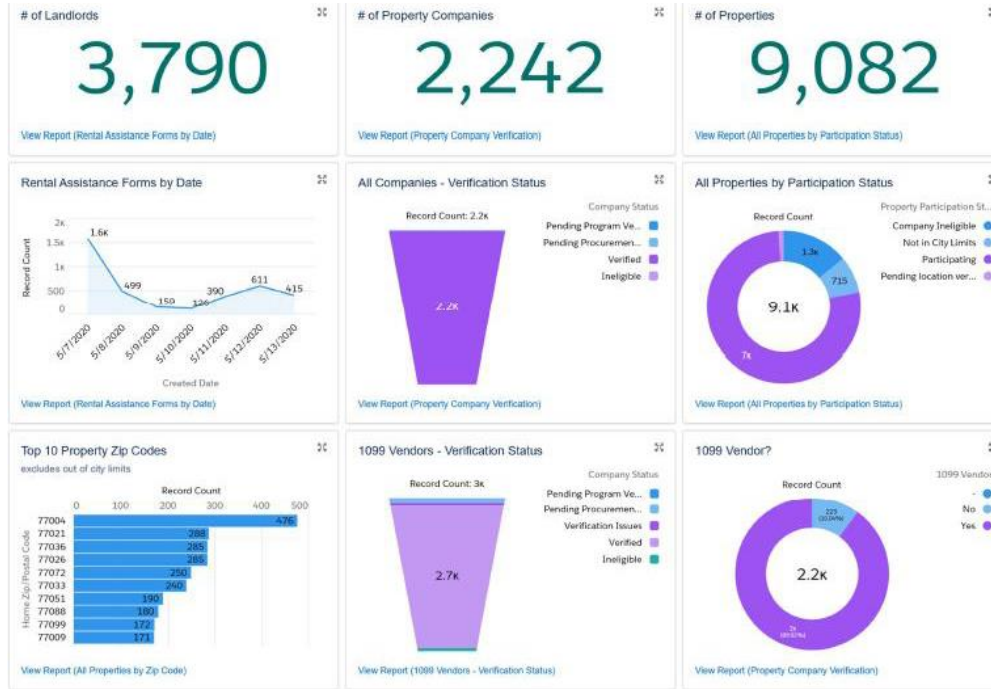 # of Landlords
3,790
View Report (Rental Assistance Forms by Date)
# of Property Companies
2,242
View Report (Property Company Verification)
# of Properties
9,082
View Report (All Properties by Participation Status)
Rental Assistance Forms by Date
2K
1.5K
1K
500
0
Record Count
1.6K
499
159
126
390
611
415
5/7/2020
5/8/2020
5/9/2020
5/10/2020
5/11/2020
5/12/2020
5/13/2020
Created Date
View Report (Rental Assistance Forms by Date)
All Companies - Verification Status
Record Count: 2.2K
2.2K
Company Status
Pending Program Ve...
Pending Procuremen...
Verified
Ineligible
View Report (Property Company Verification)
All Properties by Participation Status
Record Count
1.3K
715
9.1K
7K
Property Participation St...
Company Ineligible
Not in City Limits
Participating
Pending location ver...
View Report (All Properties by Participation Status)
Top 10 Property Zip Codes
excludes out of city limits
Record Count
0 100 200 300 400 500
Home Zip/Postal Code
77004 476
77021 288
77036 285
77026 285
77072 250
77033 240
77051 190
77088 180
77099 172
77009 171
View Report (All Properties by Zip Code)
1099 Vendors - Verification Status
Record Count: 3K
2.7K
Company Status
Pending Program Ve...
Pending Procuremen...
Verification Issues
Verified
Ineligible
View Report (1099 Vendors - Verification Status)
1099 Vendor?
Record Count
2.2K
1099 Vendor
-
No
Yes
View Report (Property Company Verification)